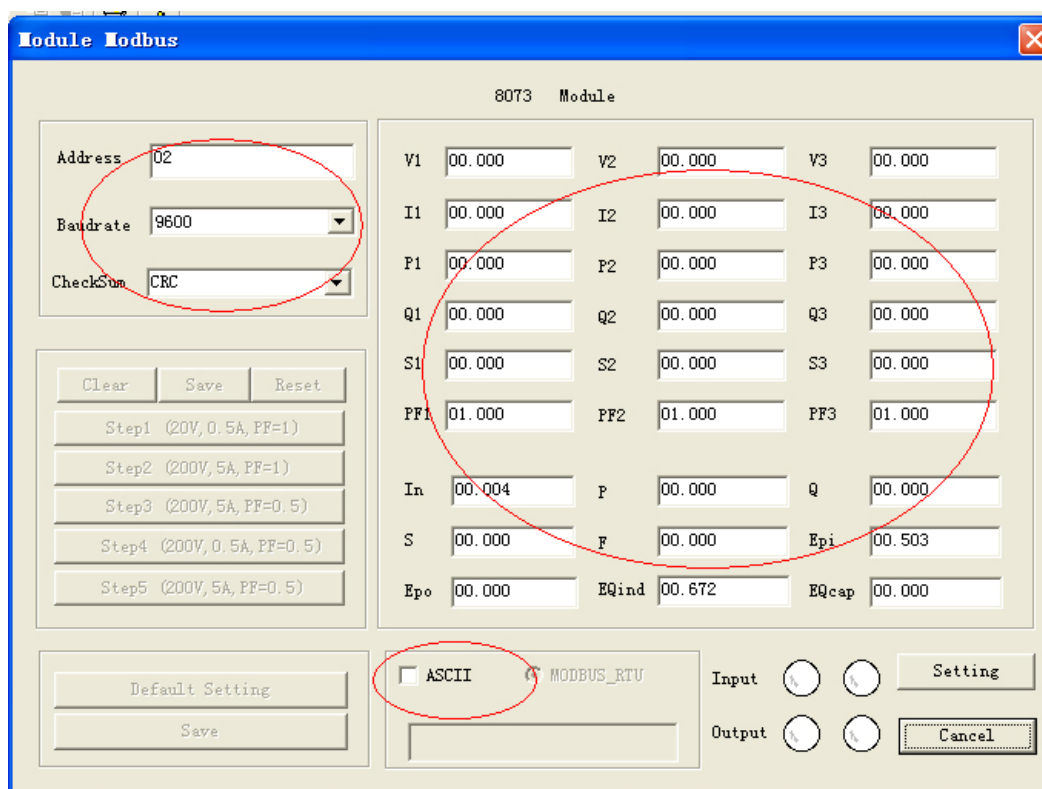 Module Modbus
8073 Module
Address 02
Baudrate 9600
CheckSum CRC
Clear Save Reset
Step1 (20V,0.5A,PF=1)
Step2 (200V,5A,PF=1)
Step3 (200V,5A,PF=0.5)
Step4 (200V,0.5A,PF=0.5)
Step5 (200V,5A,PF=0.5)
Default Setting
Save
V1 00.000 V2 00.000 V3 00.000
I1 00.000 I2 00.000 I3 00.000
P1 00.000 P2 00.000 P3 00.000
Q1 00.000 Q2 00.000 Q3 00.000
S1 00.000 S2 00.000 S3 00.000
PF1 01.000 PF2 01.000 PF3 01.000
In 00.004 P 00.000 Q 00.000
S 00.000 F 00.000 Epi 00.503
Epo 00.000 EQind 00.672 EQcap 00.000
ASCII MODBUS_RTU
Input
Output
Setting
Cancel